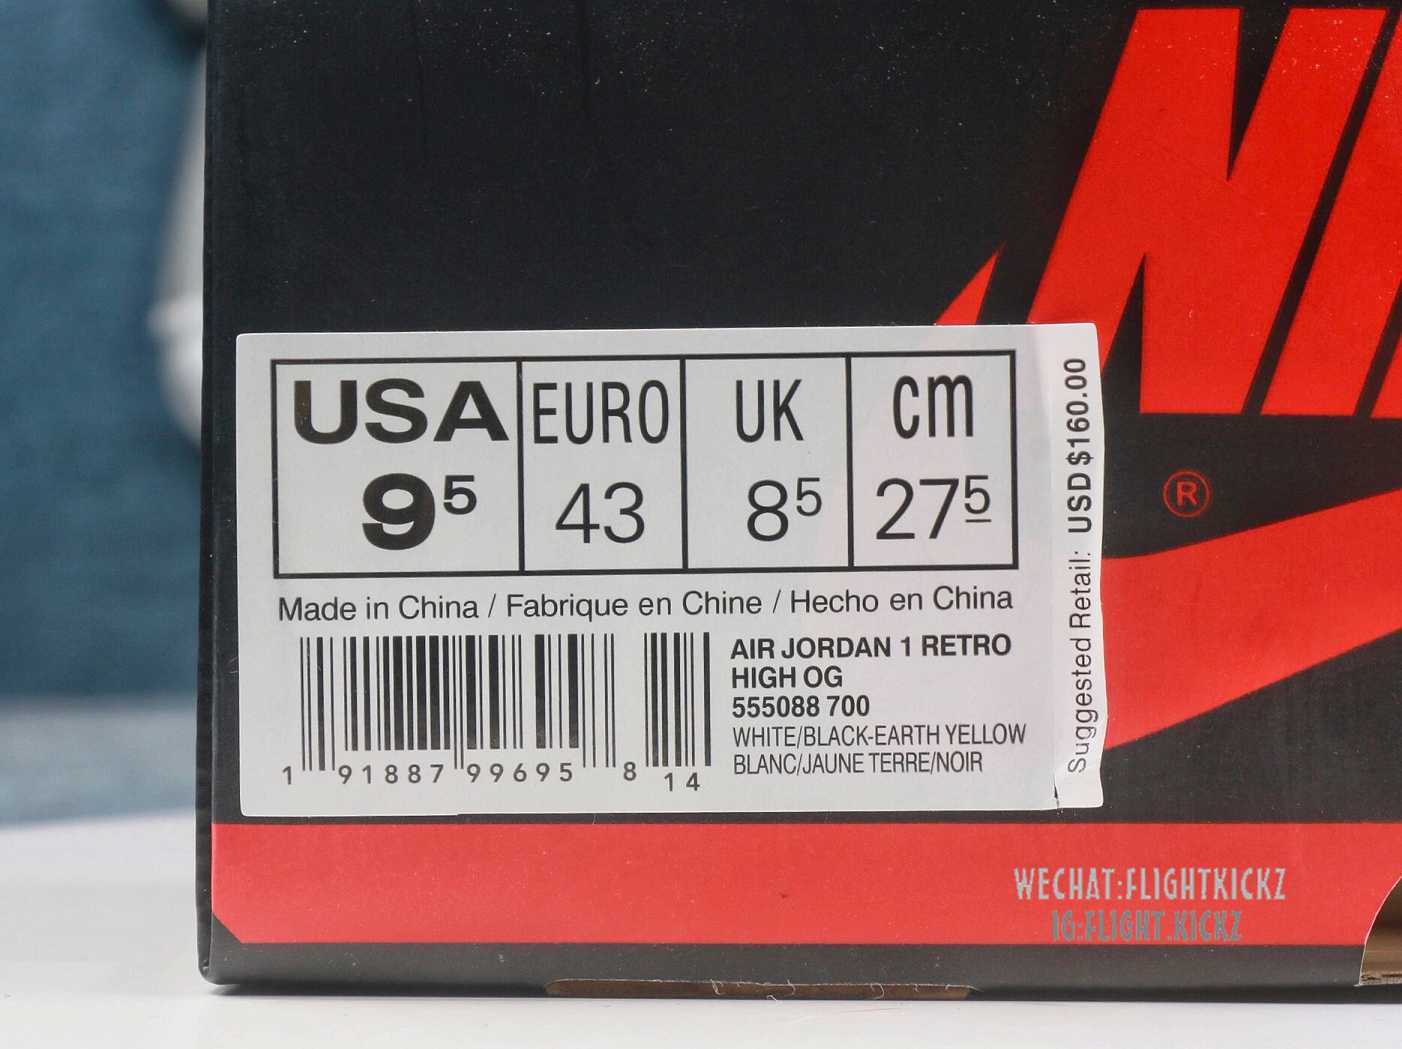 NI
®
USA EURO UK cm
9⁵ 43 8⁵ 27⁵
Made in China / Fabrique en Chine / Hecho en China
AIR JORDAN 1 RETRO
HIGH OG
555088 700
WHITE/BLACK-EARTH YELLOW
BLANC/JAUNE TERRE/NOIR
1 91887 99695 8 14
Suggested Retail: USD $160.00
WECHAT:FLIGHTKICKZ
IG:FLIGHT.KICKZ